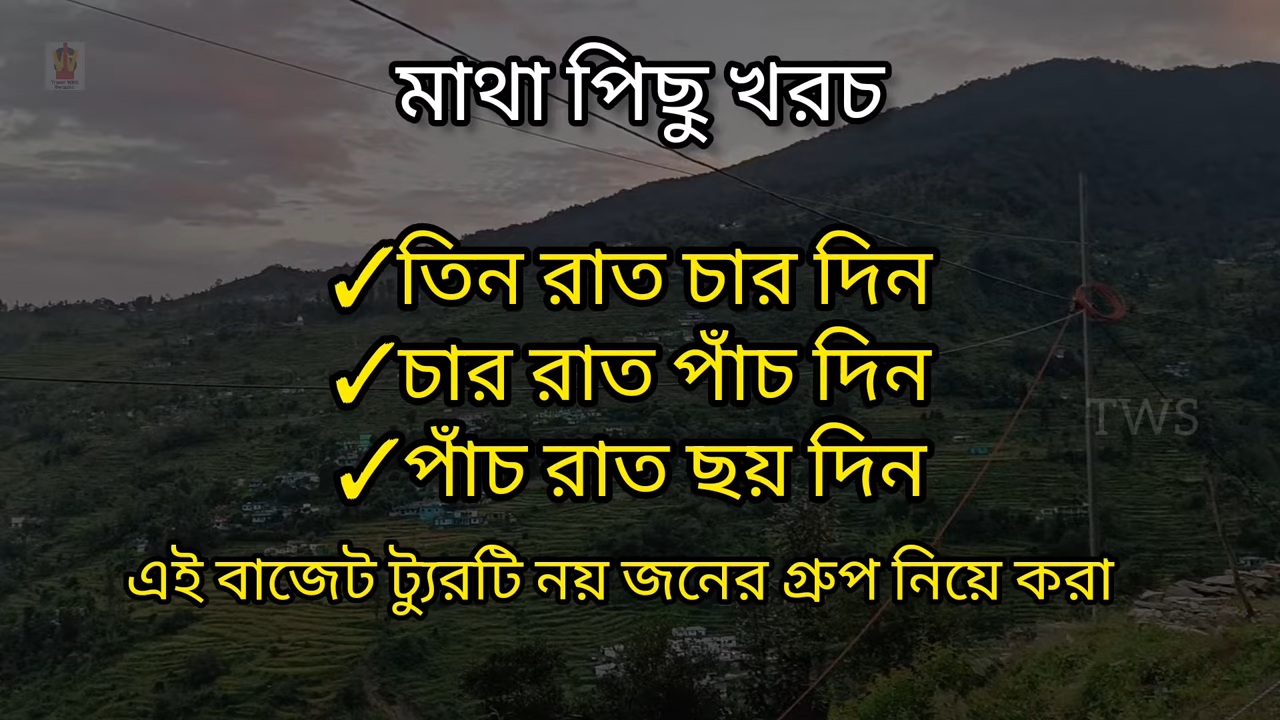 মাথা পিছু খরচ
✓তিন রাত চার দিন
✓চার রাত পাঁচ দিন
✓পাঁচ রাত ছয় দিন
TWS
এই বাজেট ট্যুরটি নয় জনের গ্রুপ নিয়ে করা